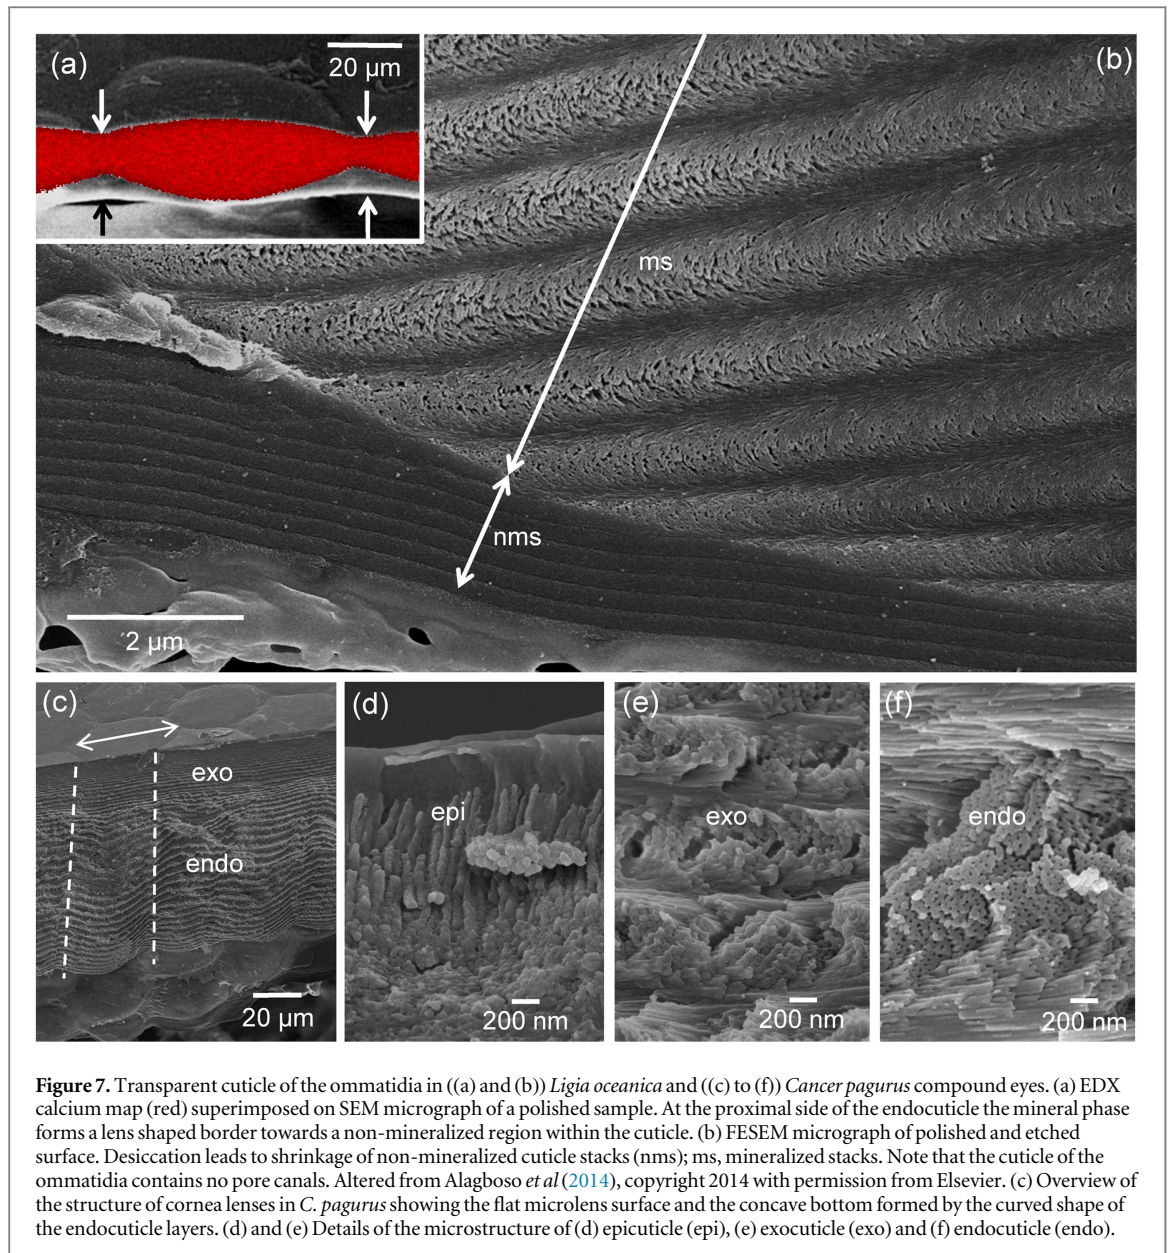 (a)
20 µm
(b)
ms
nms
2 µm
(c)
exo
endo
20 µm
(d)
epi
200 nm
(e)
exo
200 nm
(f)
endo
200 nm
Figure 7. Transparent cuticle of the ommatidia in ((a) and (b)) Ligia oceanica and ((c) to (f)) Cancer pagurus compound eyes. (a) EDX
calcium map (red) superimposed on SEM micrograph of a polished sample. At the proximal side of the endocuticle the mineral phase
forms a lens shaped border towards a non-mineralized region within the cuticle. (b) FESEM micrograph of polished and etched
surface. Desiccation leads to shrinkage of non-mineralized cuticle stacks (nms); ms, mineralized stacks. Note that the cuticle of the
ommatidia contains no pore canals. Altered from Alagboso et al (2014), copyright 2014 with permission from Elsevier. (c) Overview of
the structure of cornea lenses in C. pagurus showing the flat microlens surface and the concave bottom formed by the curved shape of
the endocuticle layers. (d) and (e) Details of the microstructure of (d) epicuticle (epi), (e) exocuticle (exo) and (f) endocuticle (endo).